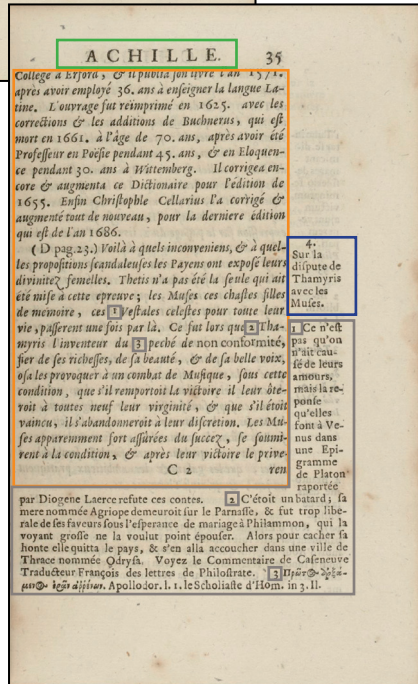 ACHILLE. 35
College à Erford, & il publia son livre l'an 1571.
après avoir employé 36. ans à enseigner la langue La-
tine. L'ouvrage fut réimprimé en 1625. avec les
corrections & les additions de Buchnerus, qui est
mort en 1661. à l'âge de 70. ans, après avoir été
Professeur en Poësie pendant 45. ans, & en Eloquen-
ce pendant 30. ans à Wittemberg. Il corrigea en-
core & augmenta ce Dictionaire pour l'édition de
1655. Enfin Christophle Cellarius l'a corrigé &
augmenté tout de nouveau, pour la derniere édition
qui est de l'an 1686.
(D pag.23.) Voilà à quels inconveniens, & à quel-
les propositions scandaleuses les Payens ont exposé leurs
divinitez femelles. Thetis n'a pas été la seule qui ait
été mise à cette epreuve; les Muses ces chastes filles
de memoire, ces 1 Vestales celestes pour toute leur
vie, passerent une fois par là. Ce fut lors que 2 Tha-
myris l'inventeur du 3 peché de non conformité,
fier de ses richesses, de sa beauté, & de sa belle voix,
osa les provoquer à un combat de Musique, sous cette
condition, que s'il remportoit la victoire il leur ôte-
roit à toutes neuf leur virginité, & que s'il étoit
vaincu, il s'abandonneroit à leur discretion. Les Mu-
ses apparemment fort assurées du succez, se soumi-
rent à la condition, & après leur victoire le prive-
C 2 ren
4.
Sur la
dispute de
Thamyris
avec les
Muses.
1 Ce n'est
pas qu'on
n'ait cau-
sé de leurs
amours,
mais la re-
ponse
qu'elles
font à Ve-
nus dans
une Epi-
gramme
de Platon
raportée
par Diogene Laerce refute ces contes. 2 C'étoit un batard; sa
mere nommée Agriope demeuroit sur le Parnasse, & fut trop libe-
rale de ses faveurs sous l'esperance de mariage à Philammon, qui la
voyant grosse ne la voulut point épouser. Alors pour cacher sa
honte elle quitta le pays, & s'en alla accoucher dans une ville de
Thrace nommée Odrysa. Voyez le Commentaire de Caseneuve
Traducteur François des lettres de Philostrate. 3 Πρῶτος ἀρξά-
μενος ἐρᾶν ἀῤῥένων. Apollodor. l. 1. le Scholiaste d'Hom. in 3. Il.